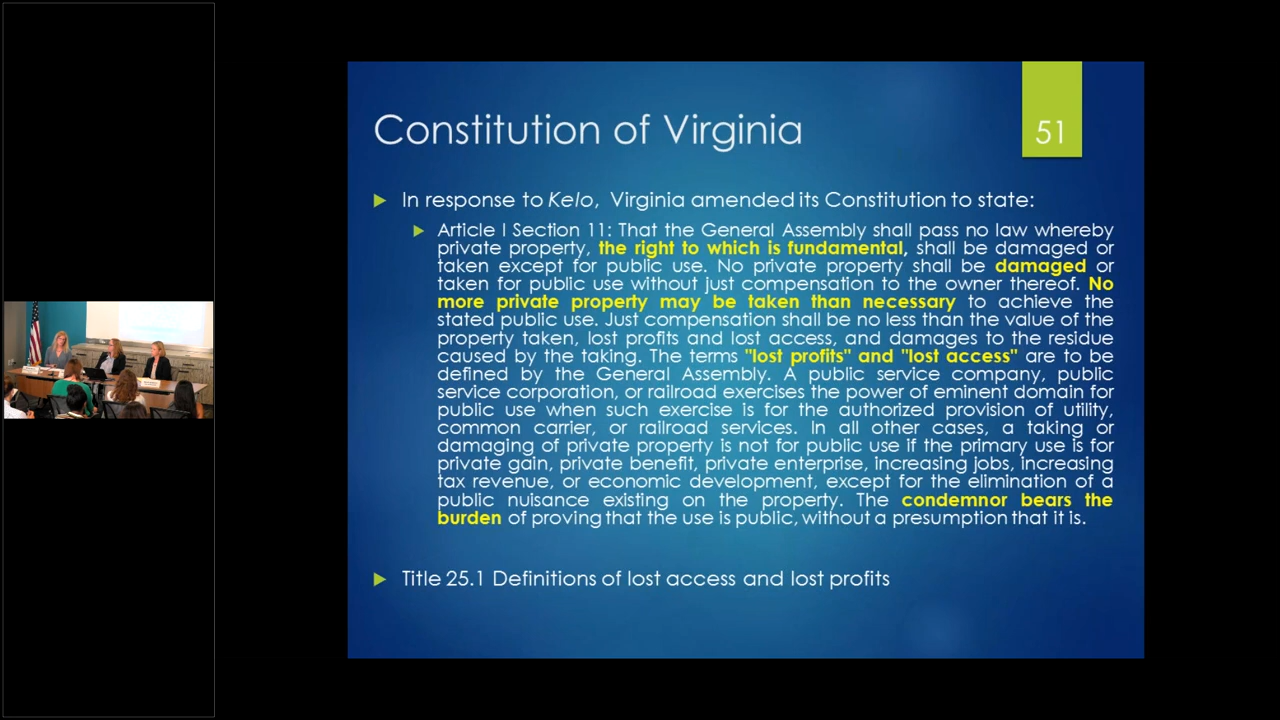 Constitution of Virginia
51
In response to Kelo, Virginia amended its Constitution to state:
Article I Section 11: That the General Assembly shall pass no law whereby
private property, the right to which is fundamental, shall be damaged or
taken except for public use. No private property shall be damaged or
taken for public use without just compensation to the owner thereof. No
more private property may be taken than necessary to achieve the
stated public use. Just compensation shall be no less than the value of the
property taken, lost profits and lost access, and damages to the residue
caused by the taking. The terms "lost profits" and "lost access" are to be
defined by the General Assembly. A public service company, public
service corporation, or railroad exercises the power of eminent domain for
public use when such exercise is for the authorized provision of utility,
common carrier, or railroad services. In all other cases, a taking or
damaging of private property is not for public use if the primary use is for
private gain, private benefit, private enterprise, increasing jobs, increasing
tax revenue, or economic development, except for the elimination of a
public nuisance existing on the property. The condemnor bears the
burden of proving that the use is public, without a presumption that it is.
Title 25.1 Definitions of lost access and lost profits